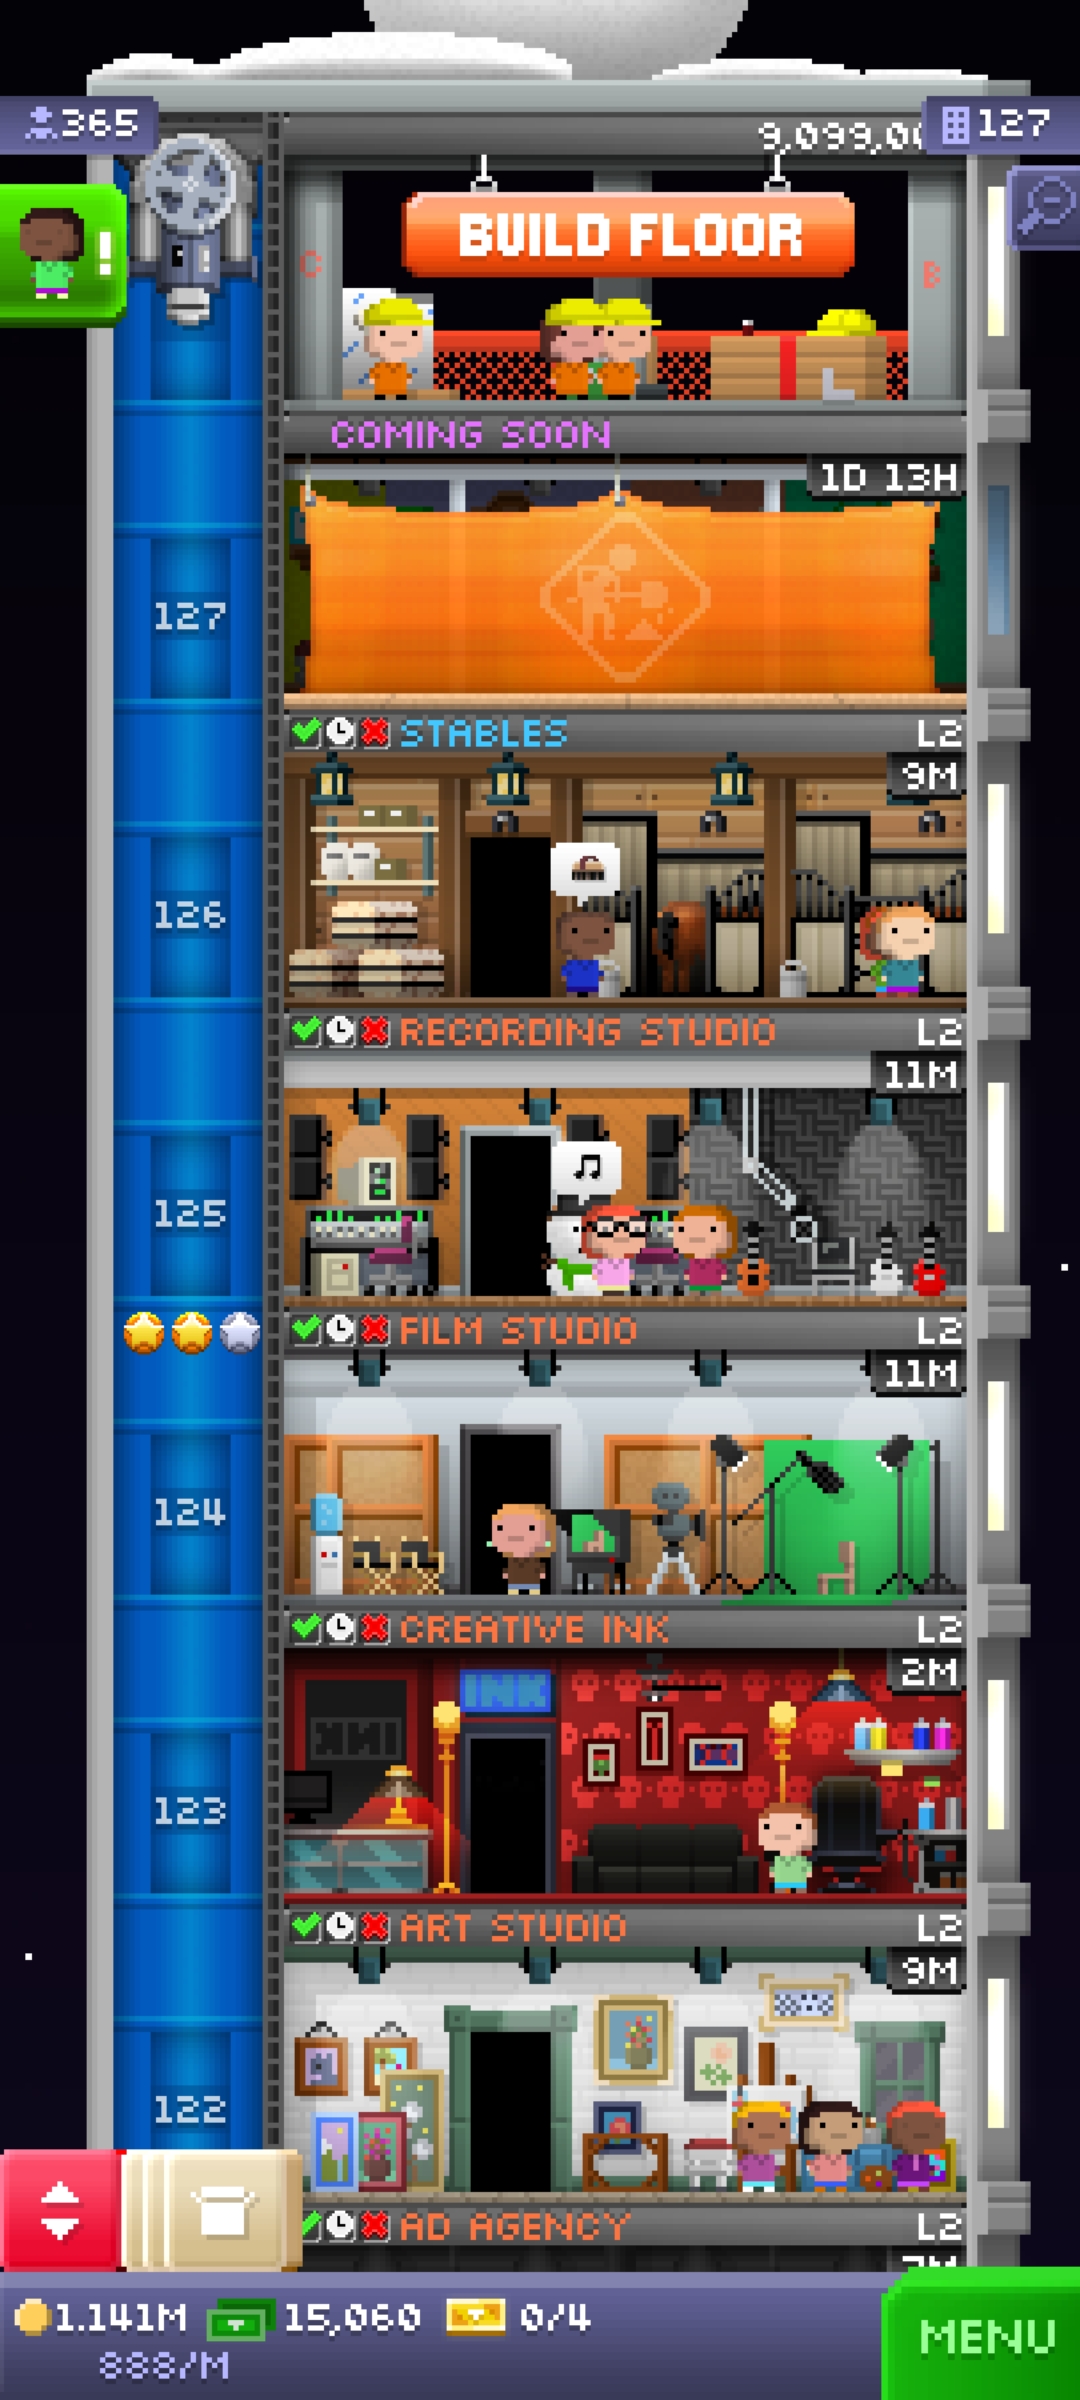 365
9,099,00
127
BUILD FLOOR
C
B
COMING SOON
1D 13H
127
STABLES L2
9M
126
RECORDING STUDIO L2
11M
125
FILM STUDIO L2
11M
124
CREATIVE INK L2
2M
INK
123
ART STUDIO L2
9M
122
AD AGENCY L2
1.141M 15,060 0/4
888/M
MENU